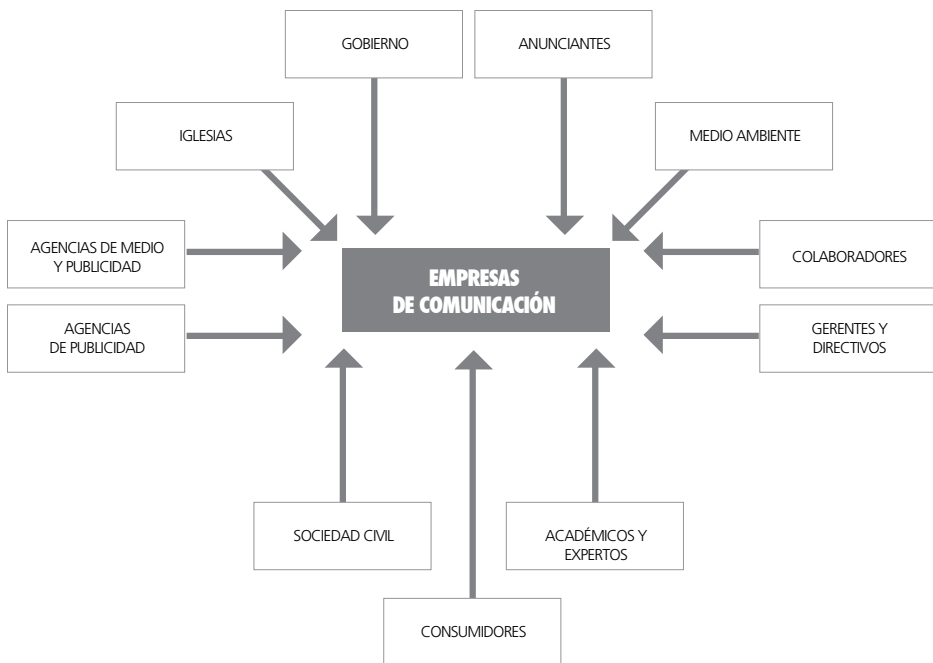 GOBIERNO
ANUNCIANTES
IGLESIAS
MEDIO AMBIENTE
AGENCIAS DE MEDIO
Y PUBLICIDAD
COLABORADORES
EMPRESAS
DE COMUNICACIÓN
AGENCIAS
DE PUBLICIDAD
GERENTES Y
DIRECTIVOS
SOCIEDAD CIVIL
ACADÉMICOS Y
EXPERTOS
CONSUMIDORES